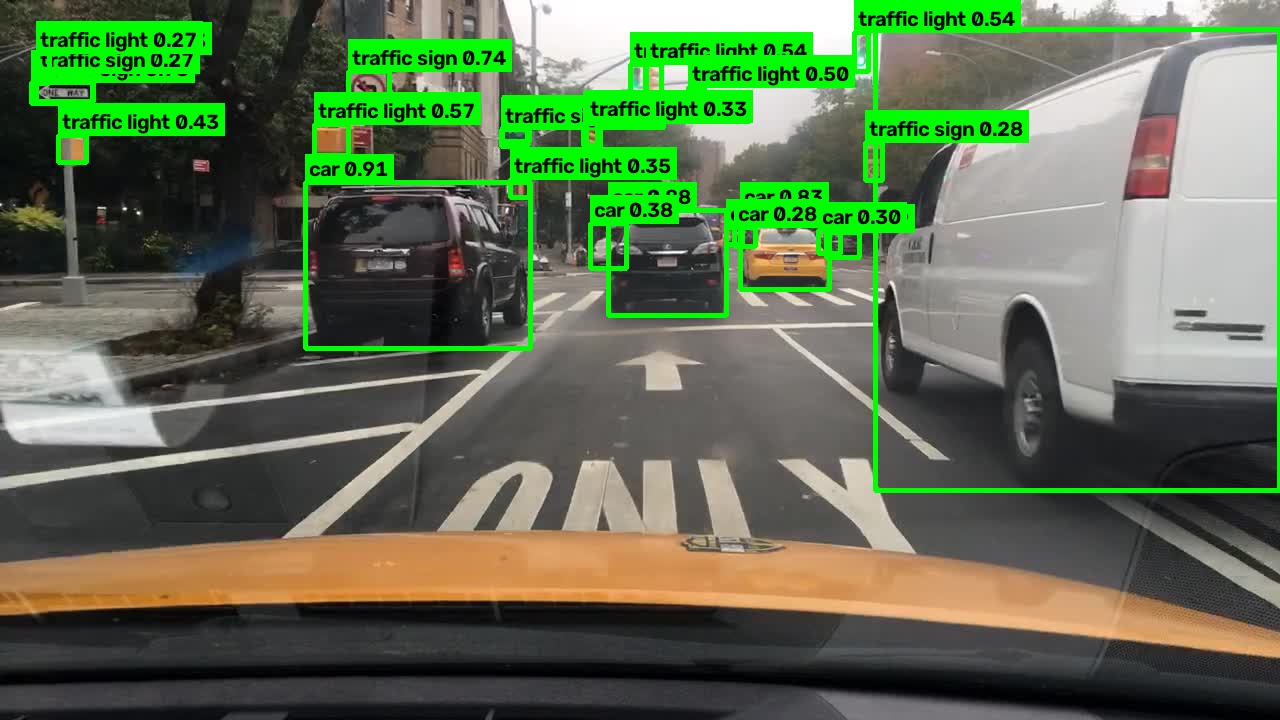 traffic light 0.54
traffic light 0.27
traffic sign 0.27
traffic sign 0.74
traffic light 0.54
traffic light 0.50
ONE WAY
traffic light 0.57
traffic light 0.33
traffic light 0.43
traffic sign 0.28
car 0.91
traffic light 0.35
car 0.83
car 0.38
car 0.28
car 0.30
ONLY